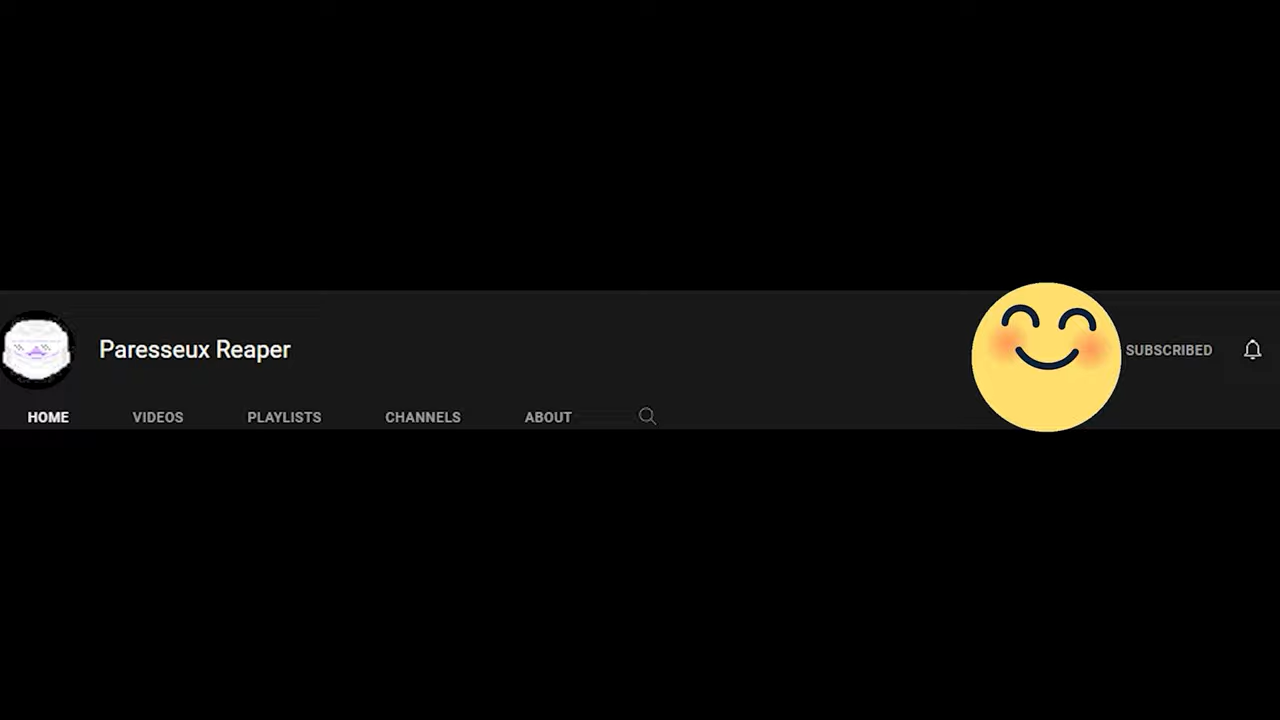 Paresseux Reaper
SUBSCRIBED
HOME VIDEOS PLAYLISTS CHANNELS ABOUT